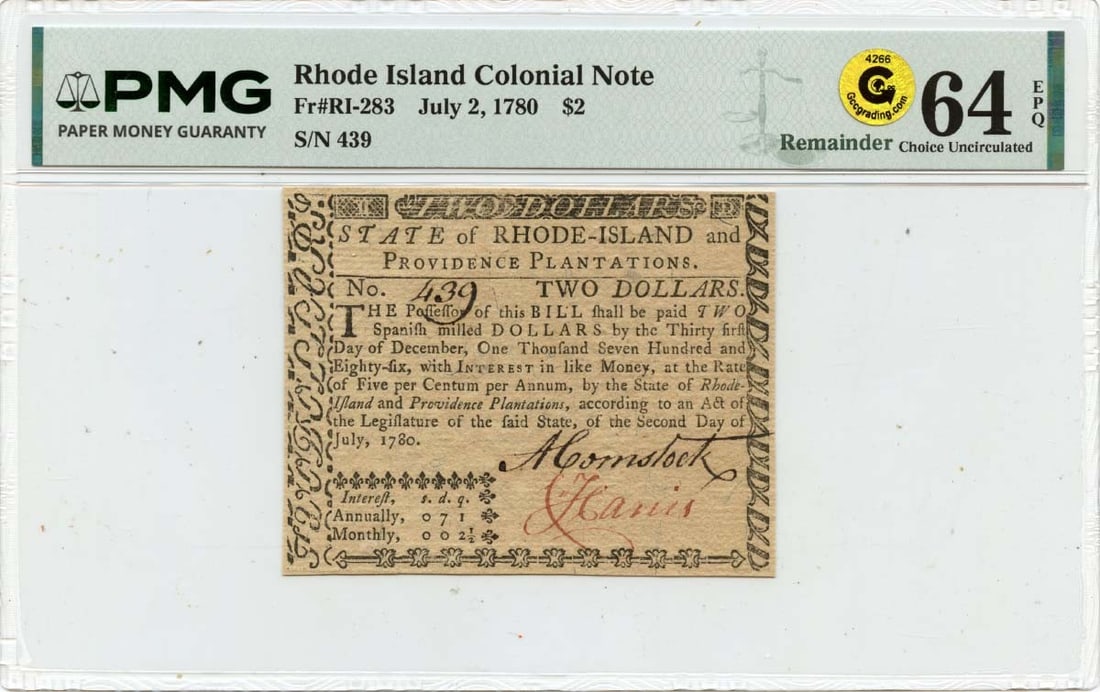 PMG
PAPER MONEY GUARANTY
Rhode Island Colonial Note
Fr#RI-283 July 2, 1780 $2
S/N 439
4266
G
Gccgrading.com
Remainder
64
EPQ
Choice Uncirculated
TWO DOLLARS
STATE of RHODE-ISLAND and
PROVIDENCE PLANTATIONS.
No. 439 TWO DOLLARS.
THE Poſſeſſor of this BILL ſhall be paid TWO
Spaniſh milled DOLLARS by the Thirty firſt
Day of December, One Thouſand Seven Hundred and
Eighty-ſix, with INTEREST in like Money, at the Rate
of Five per Centum per Annum, by the State of Rhode-
Iſland and Providence Plantations, according to an Act of
the Legiſlature of the ſaid State, of the Second Day of
July, 1780.
A Comstock
Harris
Intereſt, s. d. q.
Annually, 0 7 1
Monthly, 0 0 2½